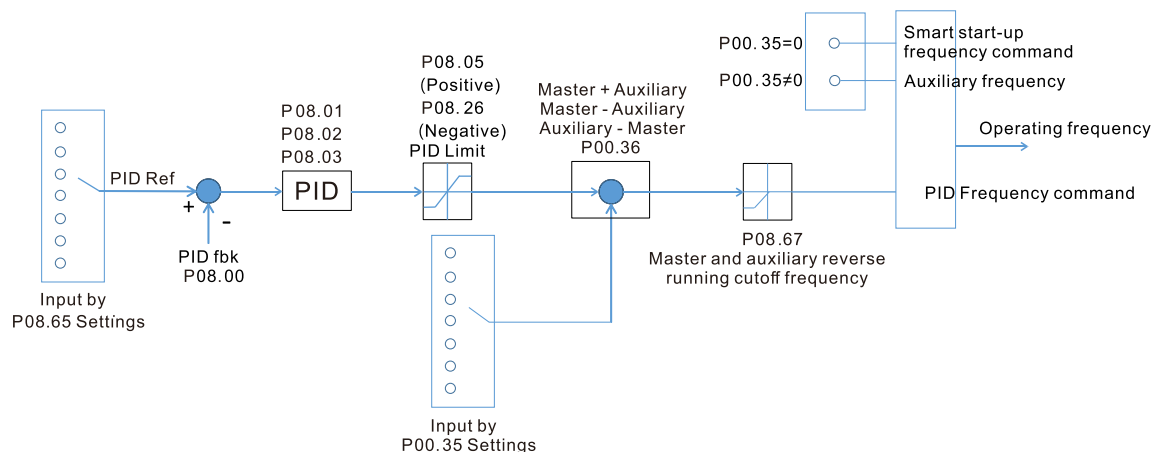 P00.35=0
Smart start-up
frequency command
P00.35≠0
Auxiliary frequency
Operating frequency
PID Frequency command
P08.05
(Positive)
P08.26
(Negative)
PID Limit
Master + Auxiliary
Master - Auxiliary
Auxiliary - Master
P00.36
P08.01
P08.02
P08.03
PID
PID Ref
+
-
PID fbk
P08.00
Input by
P08.65 Settings
P08.67
Master and auxiliary reverse
running cutoff frequency
Input by
P00.35 Settings